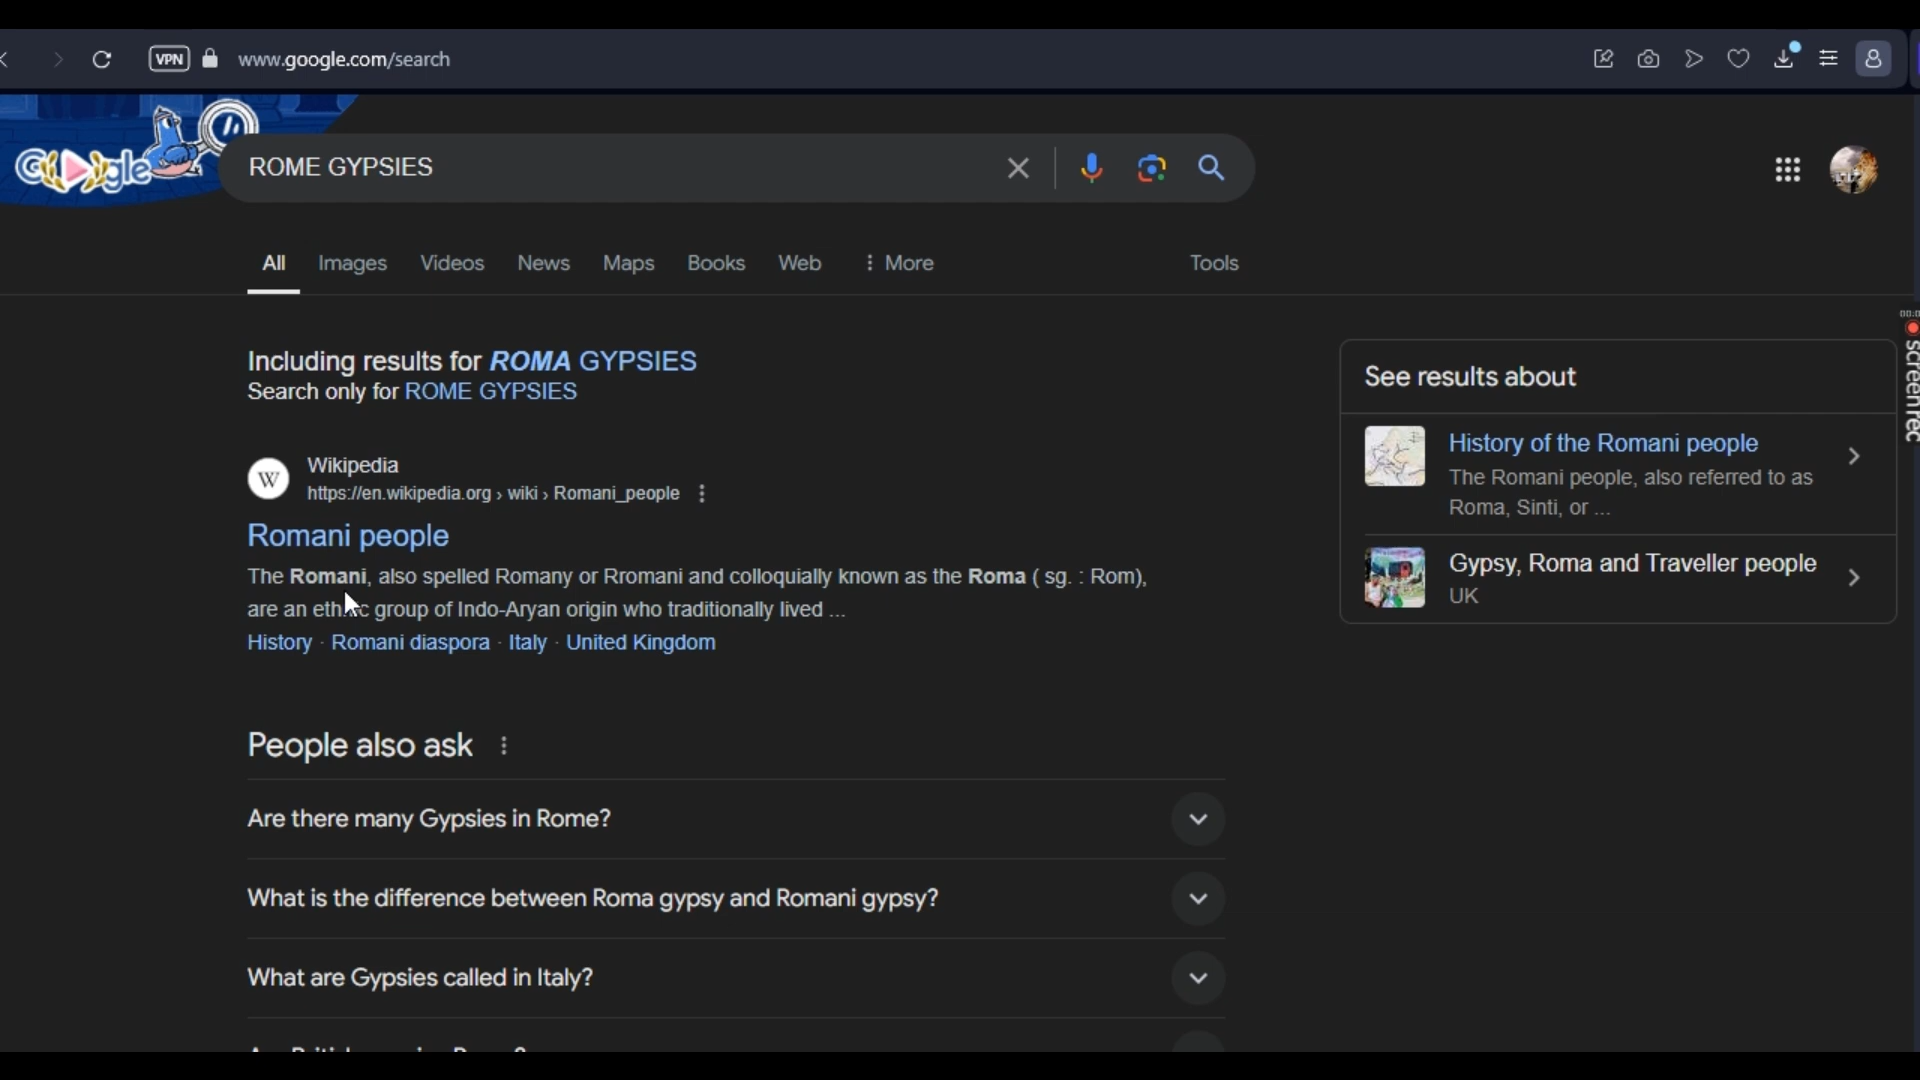 VPN www.google.com/search
Google ROME GYPSIES
All Images Videos News Maps Books Web More Tools
Including results for ROMA GYPSIES
Search only for ROME GYPSIES
Wikipedia
https://en.wikipedia.org › wiki › Romani_people
Romani people
The Romani, also spelled Romany or Rromani and colloquially known as the Roma ( sg. : Rom),
are an ethnic group of Indo-Aryan origin who traditionally lived ...
History · Romani diaspora · Italy · United Kingdom
People also ask
Are there many Gypsies in Rome?
What is the difference between Roma gypsy and Romani gypsy?
What are Gypsies called in Italy?
See results about
History of the Romani people
The Romani people, also referred to as
Roma, Sinti, or ...
Gypsy, Roma and Traveller people
UK
screenrec